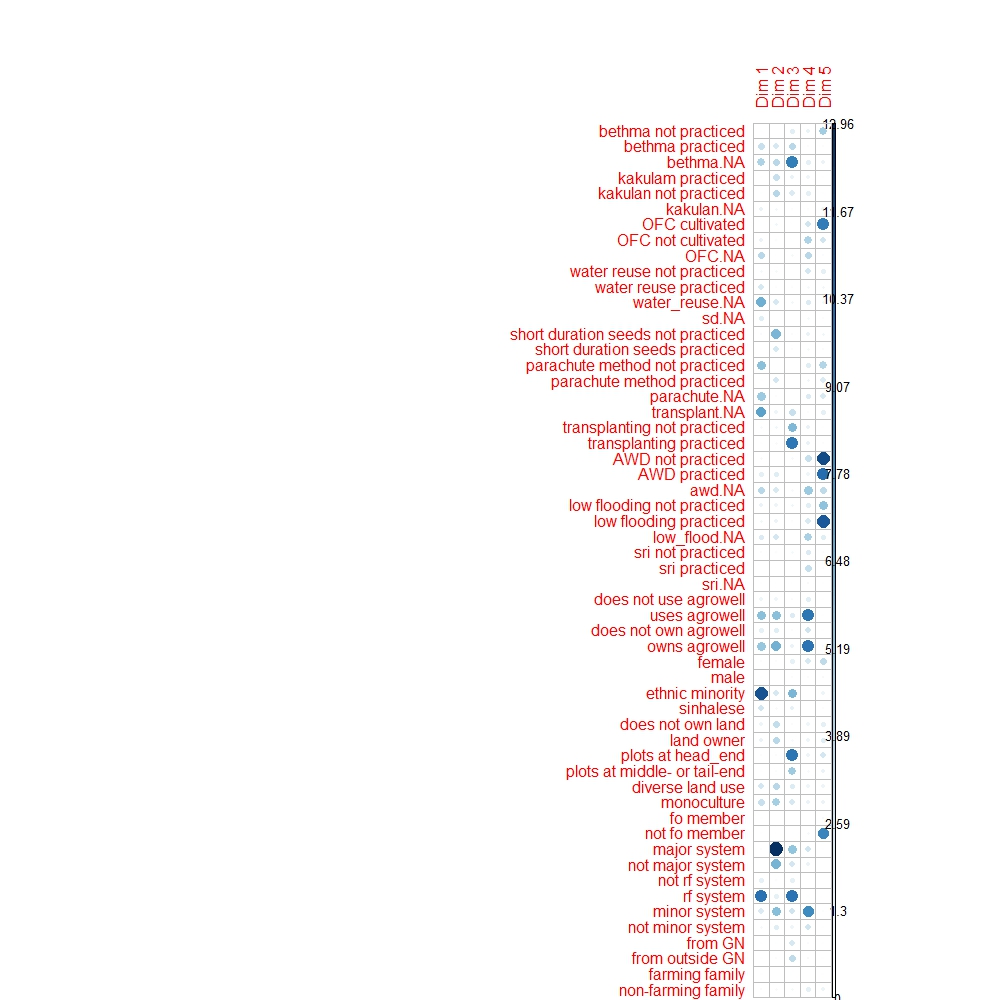 Dim 1
Dim 2
Dim 3
Dim 4
Dim 5
bethma not practiced
bethma practiced
bethma.NA
kakulam practiced
kakulan not practiced
kakulan.NA
OFC cultivated
OFC not cultivated
OFC.NA
water reuse not practiced
water reuse practiced
water_reuse.NA
sd.NA
short duration seeds not practiced
short duration seeds practiced
parachute method not practiced
parachute method practiced
parachute.NA
transplant.NA
transplanting not practiced
transplanting practiced
AWD not practiced
AWD practiced
awd.NA
low flooding not practiced
low flooding practiced
low_flood.NA
sri not practiced
sri practiced
sri.NA
does not use agrowell
uses agrowell
does not own agrowell
owns agrowell
female
male
ethnic minority
sinhalese
does not own land
land owner
plots at head_end
plots at middle- or tail-end
diverse land use
monoculture
fo member
not fo member
major system
not major system
not rf system
rf system
minor system
not minor system
from GN
from outside GN
farming family
non-farming family
12.96
11.67
10.37
9.07
7.78
6.48
5.19
3.89
2.59
1.3
0